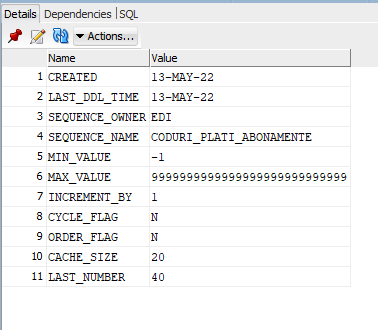 Details Dependencies SQL
Actions...
Name Value
1 CREATED 13-MAY-22
2 LAST_DDL_TIME 13-MAY-22
3 SEQUENCE_OWNER EDI
4 SEQUENCE_NAME CODURI_PLATI_ABONAMENTE
5 MIN_VALUE -1
6 MAX_VALUE 9999999999999999999999999999
7 INCREMENT_BY 1
8 CYCLE_FLAG N
9 ORDER_FLAG N
10 CACHE_SIZE 20
11 LAST_NUMBER 40